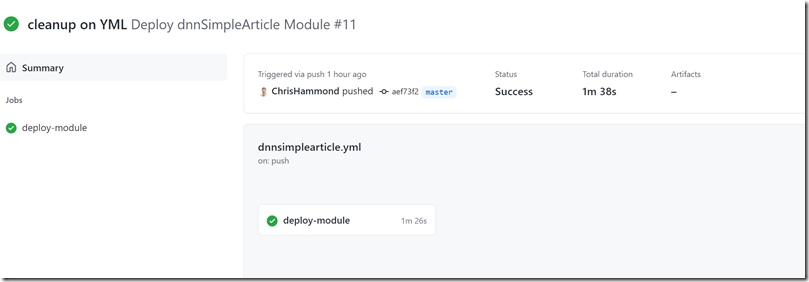 cleanup on YML Deploy dnnSimpleArticle Module #11
Summary
Jobs
deploy-module
Triggered via push 1 hour ago
ChrisHammond pushed aef73f2 master
Status
Success
Total duration
1m 38s
Artifacts
–
dnnsimplearticle.yml
on: push
deploy-module 1m 26s